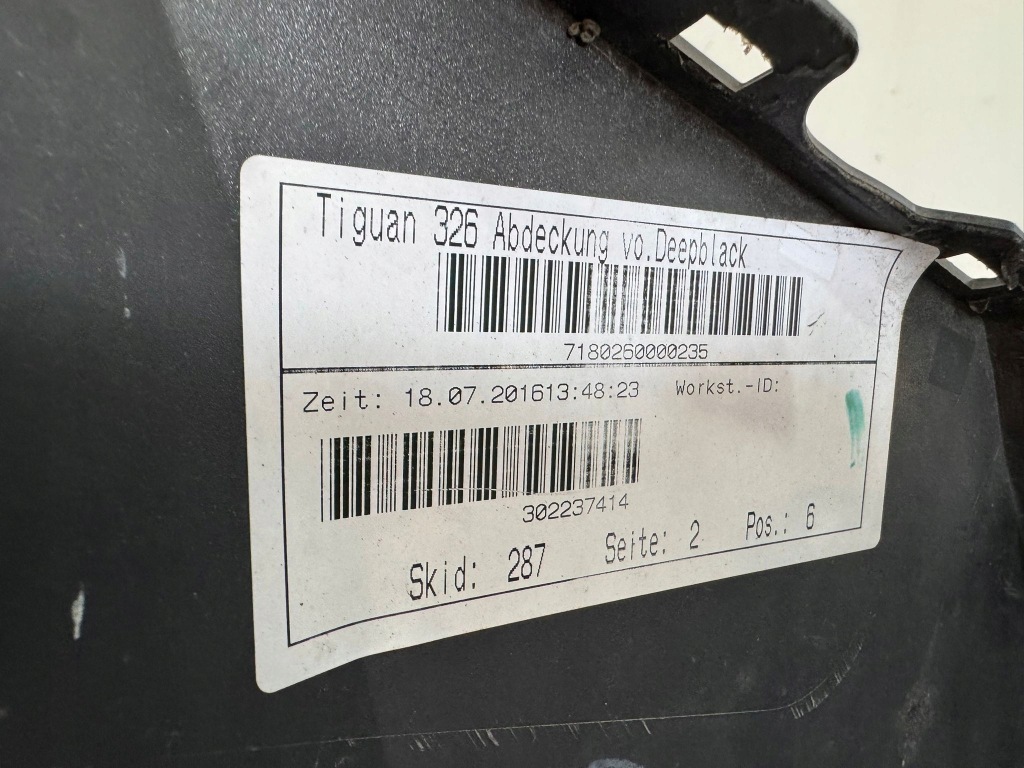 Tiguan 326 Abdeckung vo.Deepblack
7180260000235
Zeit: 18.07.201613:48:23 Workst.-ID:
302237414
Skid: 287 Seite: 2 Pos.: 6